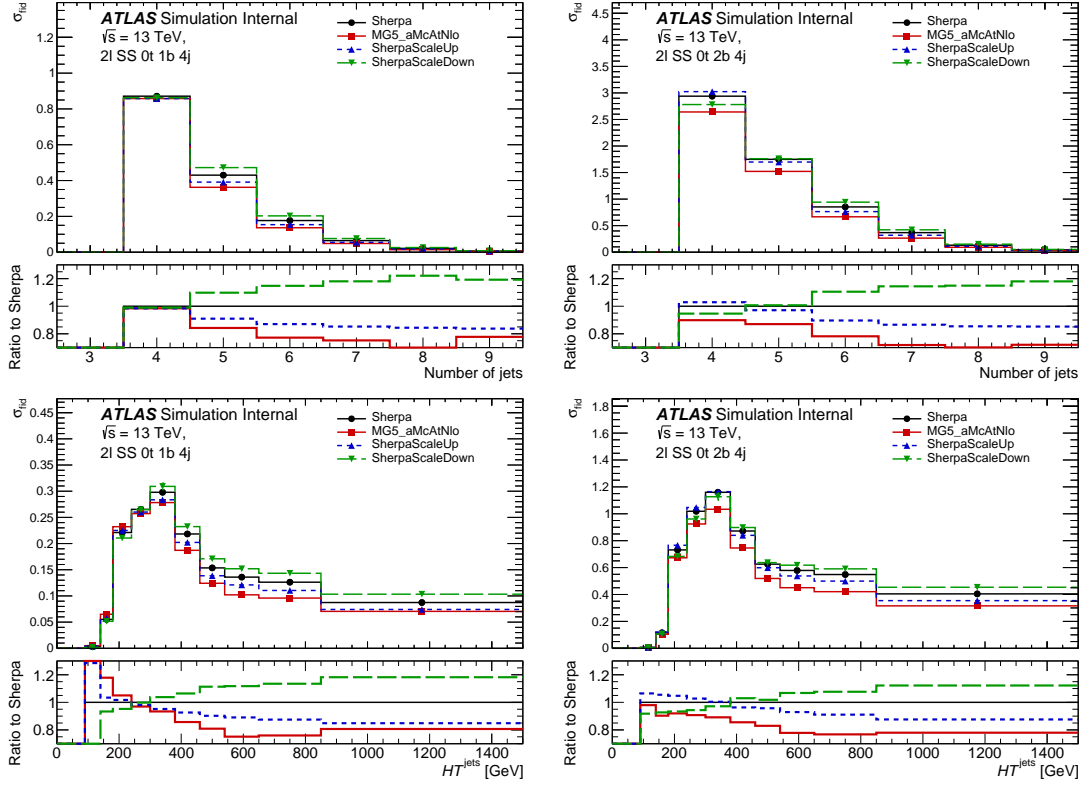 σfid
ATLAS Simulation Internal
√s = 13 TeV,
2l SS 0t 1b 4j
Sherpa
MG5_aMcAtNlo
SherpaScaleUp
SherpaScaleDown
1.2
1
0.8
0.6
0.4
0.2
0
Ratio to Sherpa
1.2
1.0
0.8
3 4 5 6 7 8 9
Number of jets
σfid
ATLAS Simulation Internal
√s = 13 TeV,
2l SS 0t 2b 4j
Sherpa
MG5_aMcAtNlo
SherpaScaleUp
SherpaScaleDown
4.5
4
3.5
3
2.5
2
1.5
1
0.5
0
Ratio to Sherpa
1.2
1.0
0.8
3 4 5 6 7 8 9
Number of jets
σfid
ATLAS Simulation Internal
√s = 13 TeV,
2l SS 0t 1b 4j
Sherpa
MG5_aMcAtNlo
SherpaScaleUp
SherpaScaleDown
0.45
0.4
0.35
0.3
0.25
0.2
0.15
0.1
0.05
0
Ratio to Sherpa
1.2
1.0
0.8
200 400 600 800 1000 1200 1400
HT^jets [GeV]
σfid
ATLAS Simulation Internal
√s = 13 TeV,
2l SS 0t 2b 4j
Sherpa
MG5_aMcAtNlo
SherpaScaleUp
SherpaScaleDown
1.8
1.6
1.4
1.2
1
0.8
0.6
0.4
0.2
0
Ratio to Sherpa
1.2
1.0
0.8
200 400 600 800 1000 1200 1400
HT^jets [GeV]